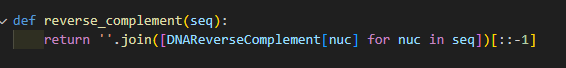 def reverse_complement(seq):
    return ''.join([DNAReverseComplement[nuc] for nuc in seq])[::-1]